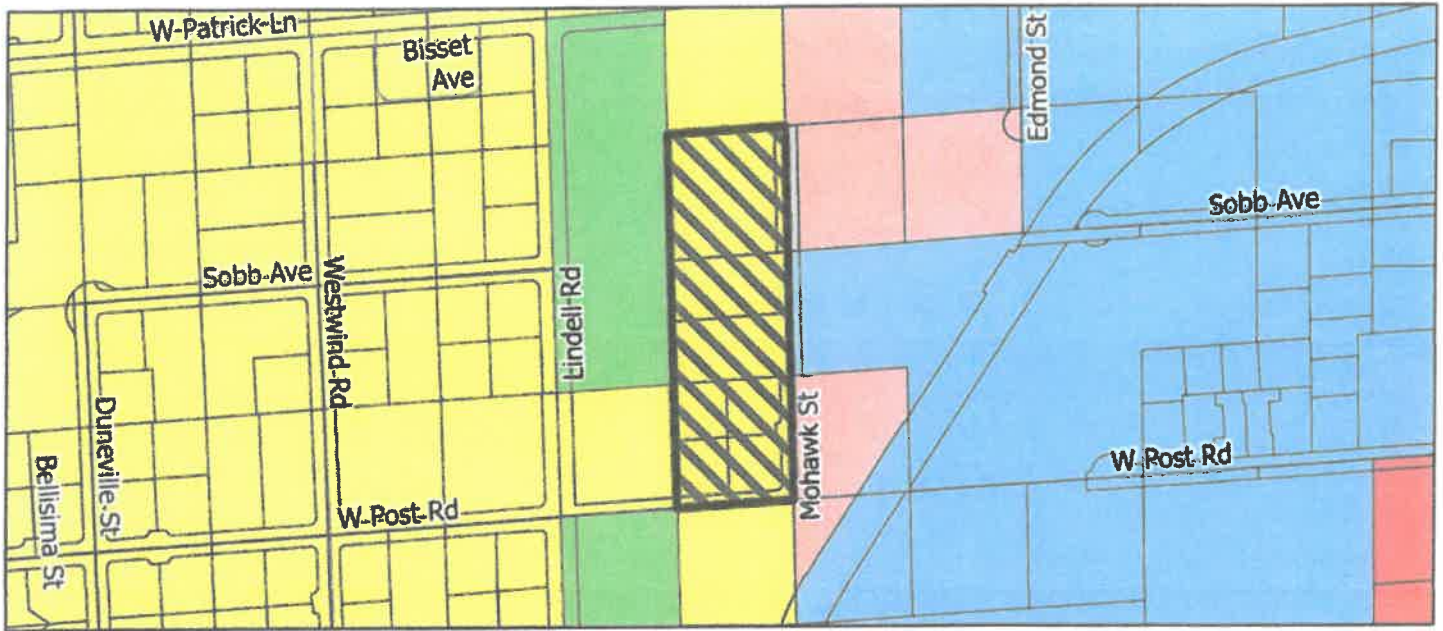 W-Patrick-Ln
Bisset
Ave
Edmond St
Sobb Ave
Sobb-Ave
Westwind-Rd
Lindell-Rd
Duneville-St
Mohawk St
W Post Rd
Bellisima St
W-Post-Rd